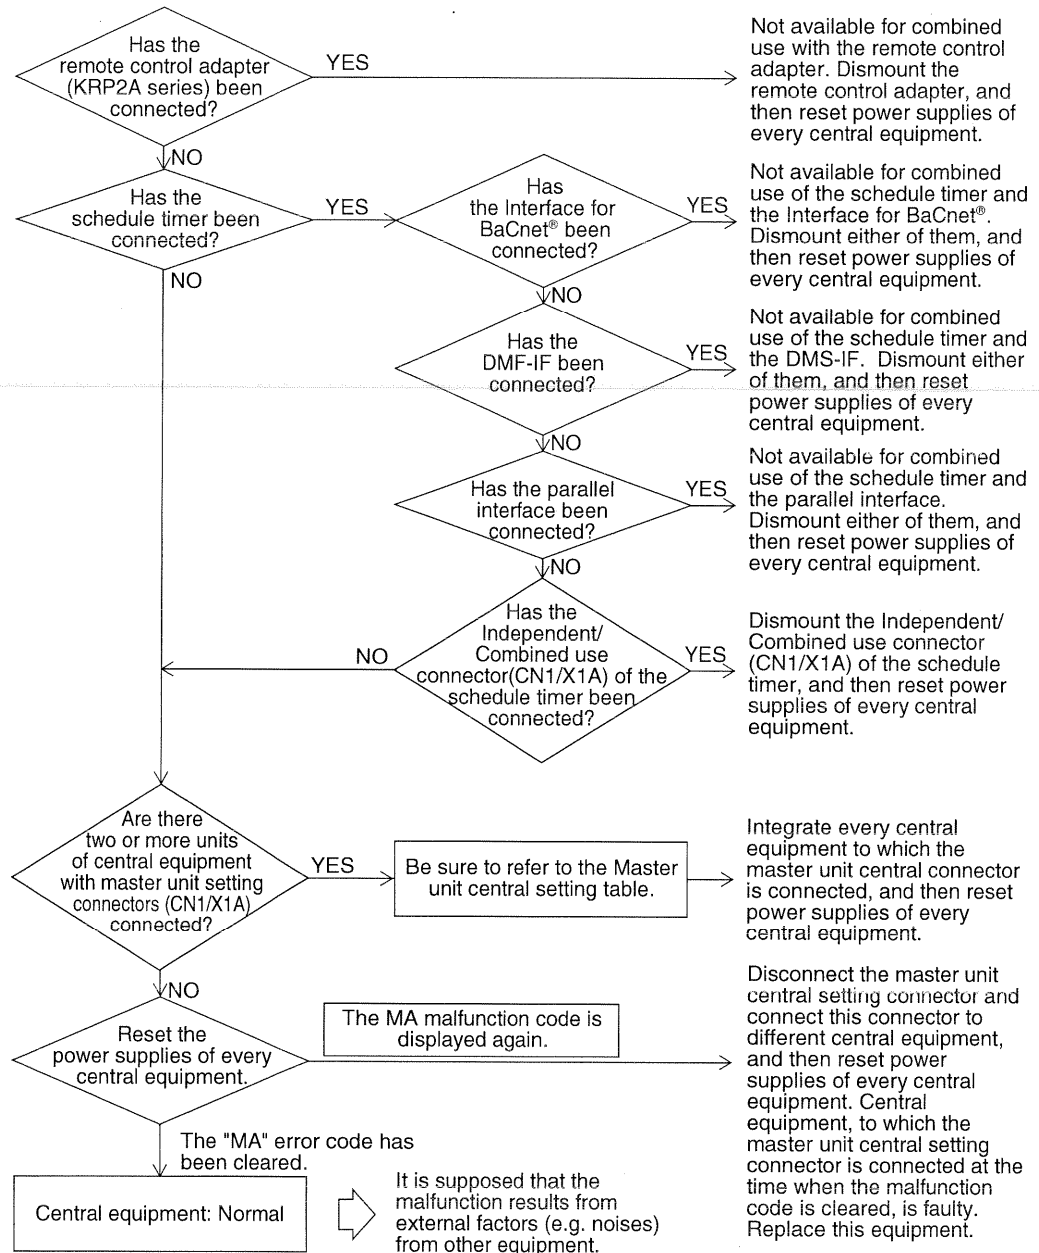 Has the
remote control adapter
(KRP2A series) been
connected?
YES
Not available for combined
use with the remote control
adapter. Dismount the
remote control adapter, and
then reset power supplies of
every central equipment.
NO
Has the
schedule timer been
connected?
YES
Has
the Interface for
BaCnet® been
connected?
YES
Not available for combined
use of the schedule timer and
the Interface for BaCnet®.
Dismount either of them, and
then reset power supplies of
every central equipment.
NO
NO
Has the
DMF-IF been
connected?
YES
Not available for combined
use of the schedule timer and
the DMS-IF. Dismount either
of them, and then reset
power supplies of every
central equipment.
NO
Has the parallel
interface been
connected?
YES
Not available for combined
use of the schedule timer and
the parallel interface.
Dismount either of them, and
then reset power supplies of
every central equipment.
NO
Has the
Independent/
Combined use
connector(CN1/X1A) of the
schedule timer been
connected?
NO
YES
Dismount the Independent/
Combined use connector
(CN1/X1A) of the schedule
timer, and then reset power
supplies of every central
equipment.
Are there
two or more units
of central equipment
with master unit setting
connectors (CN1/X1A)
connected?
YES
Be sure to refer to the Master
unit central setting table.
Integrate every central
equipment to which the
master unit central connector
is connected, and then reset
power supplies of every
central equipment.
NO
Reset the
power supplies of every
central equipment.
The MA malfunction code is
displayed again.
Disconnect the master unit
central setting connector and
connect this connector to
different central equipment,
and then reset power
supplies of every central
equipment. Central
equipment, to which the
master unit central setting
connector is connected at the
time when the malfunction
code is cleared, is faulty.
Replace this equipment.
The "MA" error code has
been cleared.
Central equipment: Normal
It is supposed that the
malfunction results from
external factors (e.g. noises)
from other equipment.